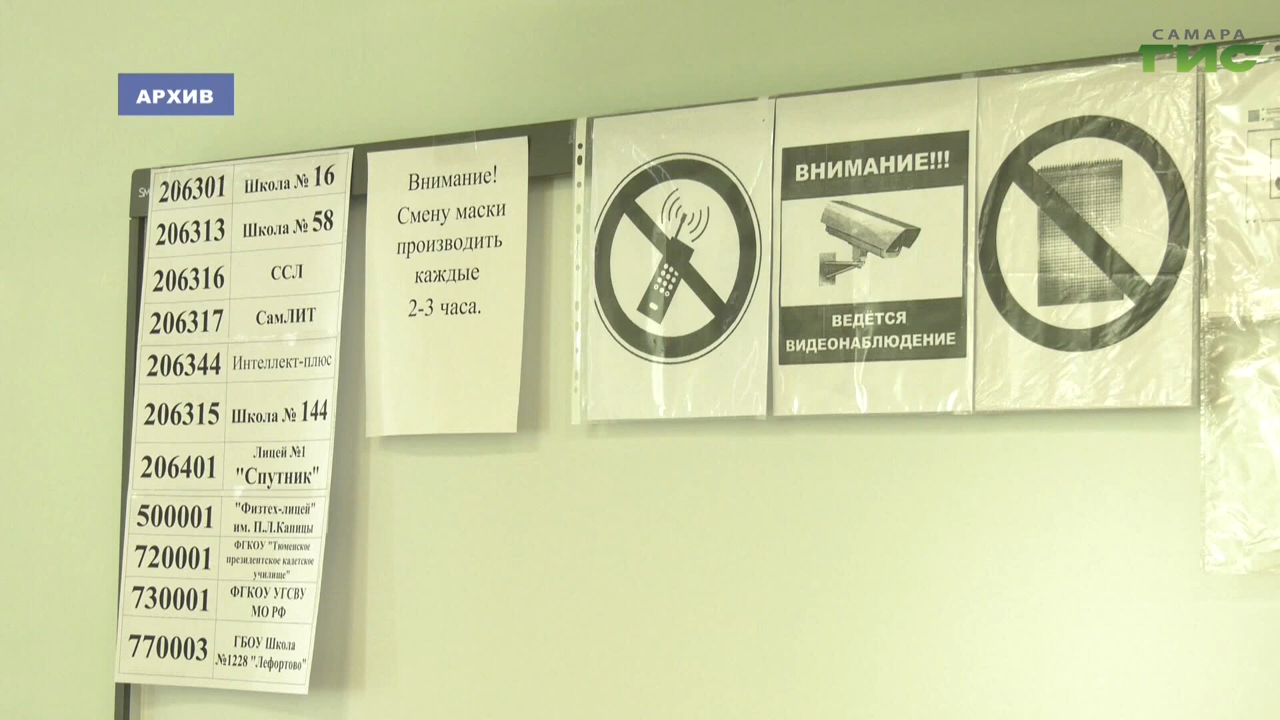 САМАРА
ГИС
АРХИВ
206301 Школа № 16
206313 Школа № 58
206316 ССЛ
206317 СамЛИТ
206344 Интеллект-плюс
206315 Школа № 144
206401 Лицей №1
"Спутник"
500001 "Физтех-лицей"
им. П.Л.Капицы
720001 ФГКОУ "Тюменское
президентское кадетское
училище"
730001 ФГКОУ УГСВУ
МО РФ
770003 ГБОУ Школа
№1228 "Лефортово"
Внимание!
Смену маски
производить
каждые
2-3 часа.
ВНИМАНИЕ!!!
ВЕДЁТСЯ
ВИДЕОНАБЛЮДЕНИЕ